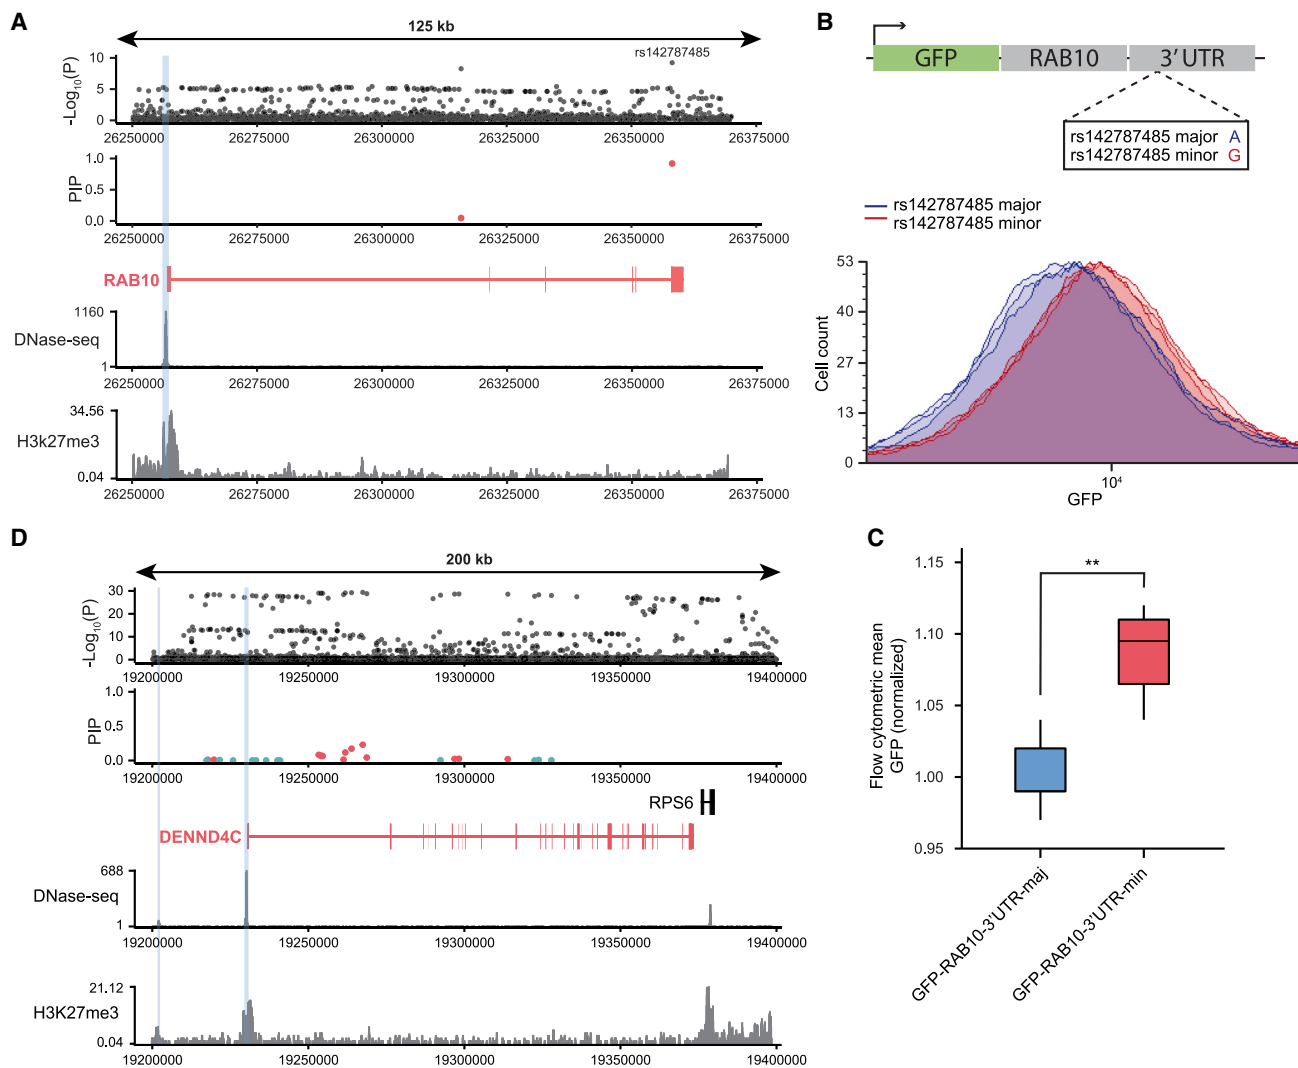 A
125 kb
rs142787485
-Log10(P)
10
5
0
26250000 26275000 26300000 26325000 26350000 26375000
PIP
1.0
0.5
0.0
26250000 26275000 26300000 26325000 26350000 26375000
RAB10
DNase-seq
1160
1
26250000 26275000 26300000 26325000 26350000 26375000
H3k27me3
34.56
0.04
26250000 26275000 26300000 26325000 26350000 26375000
B
GFP RAB10 3'UTR
rs142787485 major A
rs142787485 minor G
rs142787485 major
rs142787485 minor
Cell count
53
40
27
13
0
10⁴
GFP
D
200 kb
-Log10(P)
30
20
10
0
19200000 19250000 19300000 19350000 19400000
PIP
1.0
0.5
0.0
19200000 19250000 19300000 19350000 19400000
RPS6
DENND4C
DNase-seq
688
1
19200000 19250000 19300000 19350000 19400000
H3K27me3
21.12
0.04
19200000 19250000 19300000 19350000 19400000
C
Flow cytometric mean
GFP (normalized)
1.15
1.10
1.05
1.00
0.95
**
GFP-RAB10-3'UTR-maj
GFP-RAB10-3'UTR-min